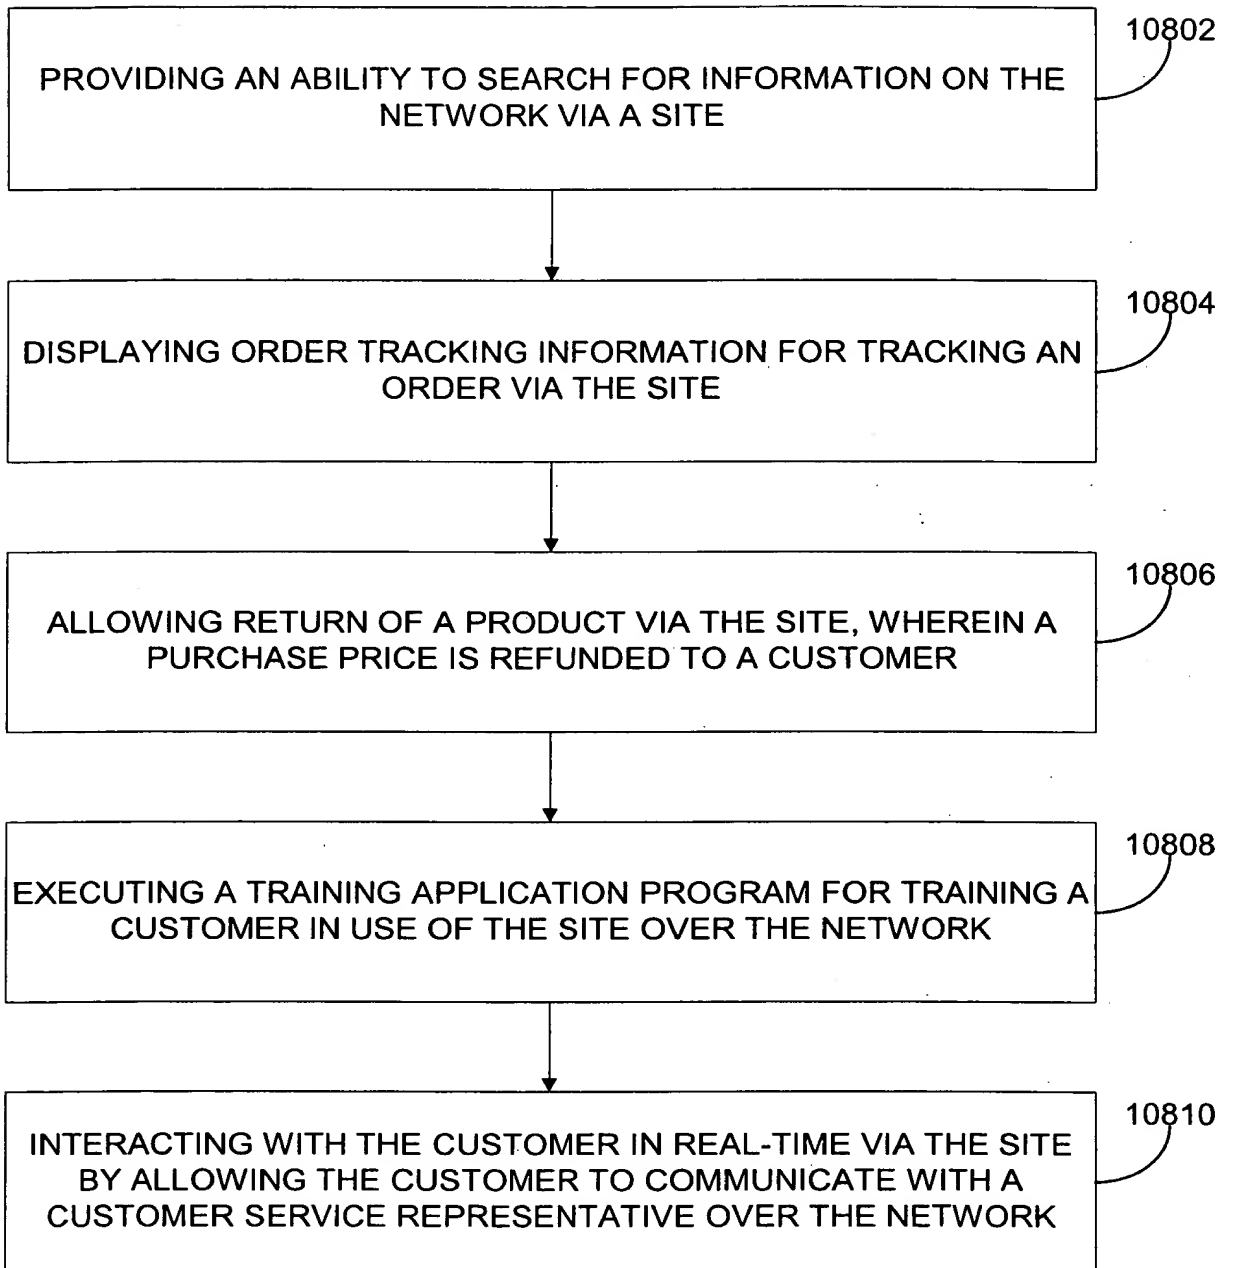 10802
PROVIDING AN ABILITY TO SEARCH FOR INFORMATION ON THE
NETWORK VIA A SITE
10804
DISPLAYING ORDER TRACKING INFORMATION FOR TRACKING AN
ORDER VIA THE SITE
10806
ALLOWING RETURN OF A PRODUCT VIA THE SITE, WHEREIN A
PURCHASE PRICE IS REFUNDED TO A CUSTOMER
10808
EXECUTING A TRAINING APPLICATION PROGRAM FOR TRAINING A
CUSTOMER IN USE OF THE SITE OVER THE NETWORK
10810
INTERACTING WITH THE CUSTOMER IN REAL-TIME VIA THE SITE
BY ALLOWING THE CUSTOMER TO COMMUNICATE WITH A
CUSTOMER SERVICE REPRESENTATIVE OVER THE NETWORK